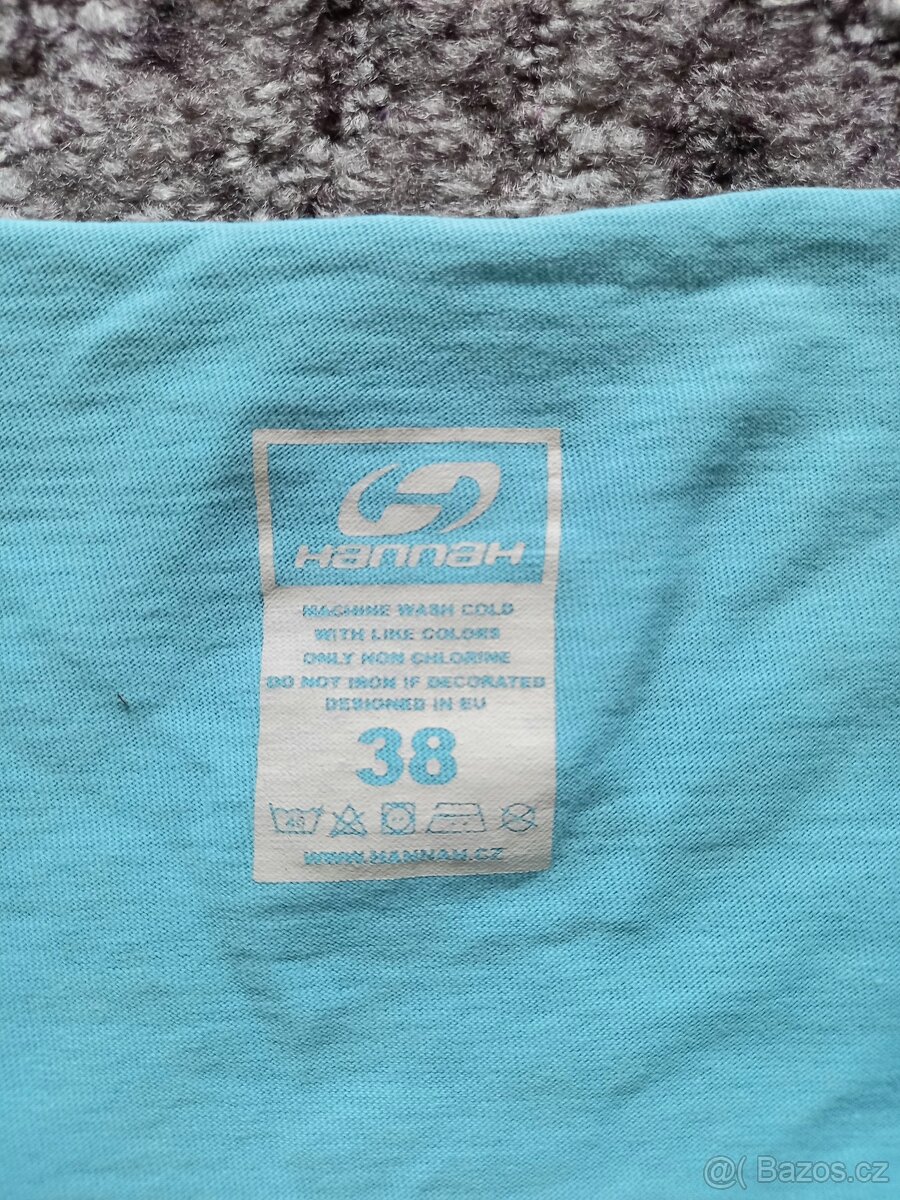 Hannah
MACHINE WASH COLD
WITH LIKE COLORS
ONLY NON CHLORINE
DO NOT IRON IF DECORATED
DESIGNED IN EU
38
40
WWW.HANNAH.CZ
@( Bazos.cz